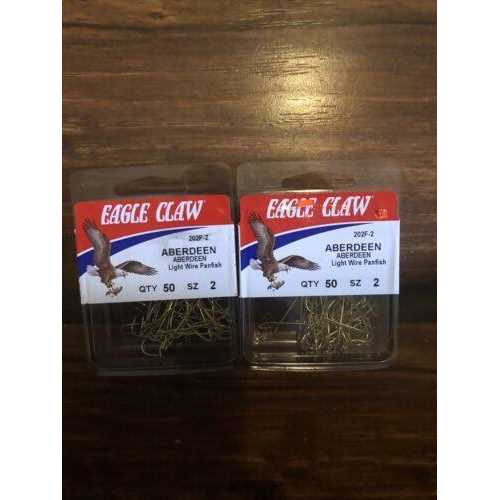 EAGLE CLAW
202F-2
ABERDEEN
ABERDEEN
Light Wire Panfish
QTY 50 SZ 2
EAGLE CLAW
202F-2
ABERDEEN
ABERDEEN
Light Wire Panfish
QTY 50 SZ 2